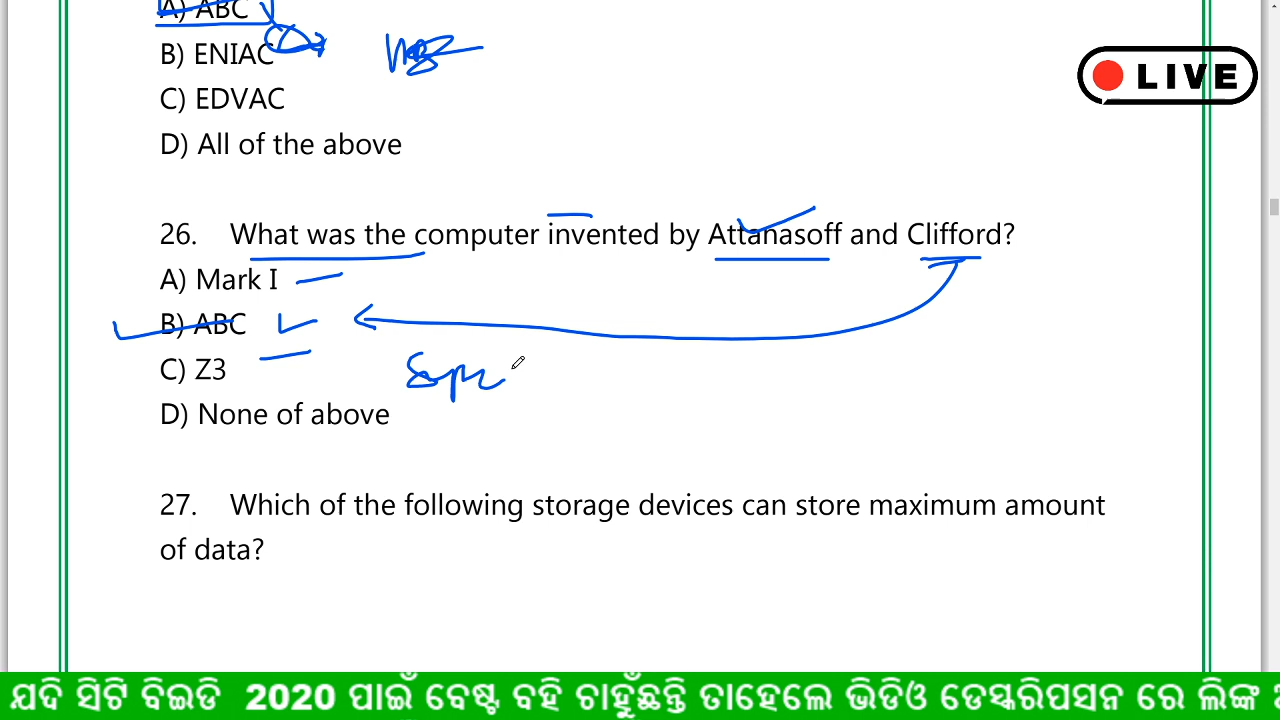 A) ABC
B) ENIAC
C) EDVAC
D) All of the above
LIVE
26. What was the computer invented by Attanasoff and Clifford?
A) Mark I
B) ABC
C) Z3
D) None of above
27. Which of the following storage devices can store maximum amount
of data?
ଯଦି ସିଟି ବିଇଡି 2020 ପାଇଁ ବେଷ୍ଟ ବହି ଚାହୁଁଛନ୍ତି ତାହେଲେ ଭିଡିଓ ଡେସ୍କରିପସନ ରେ ଲିଙ୍କ